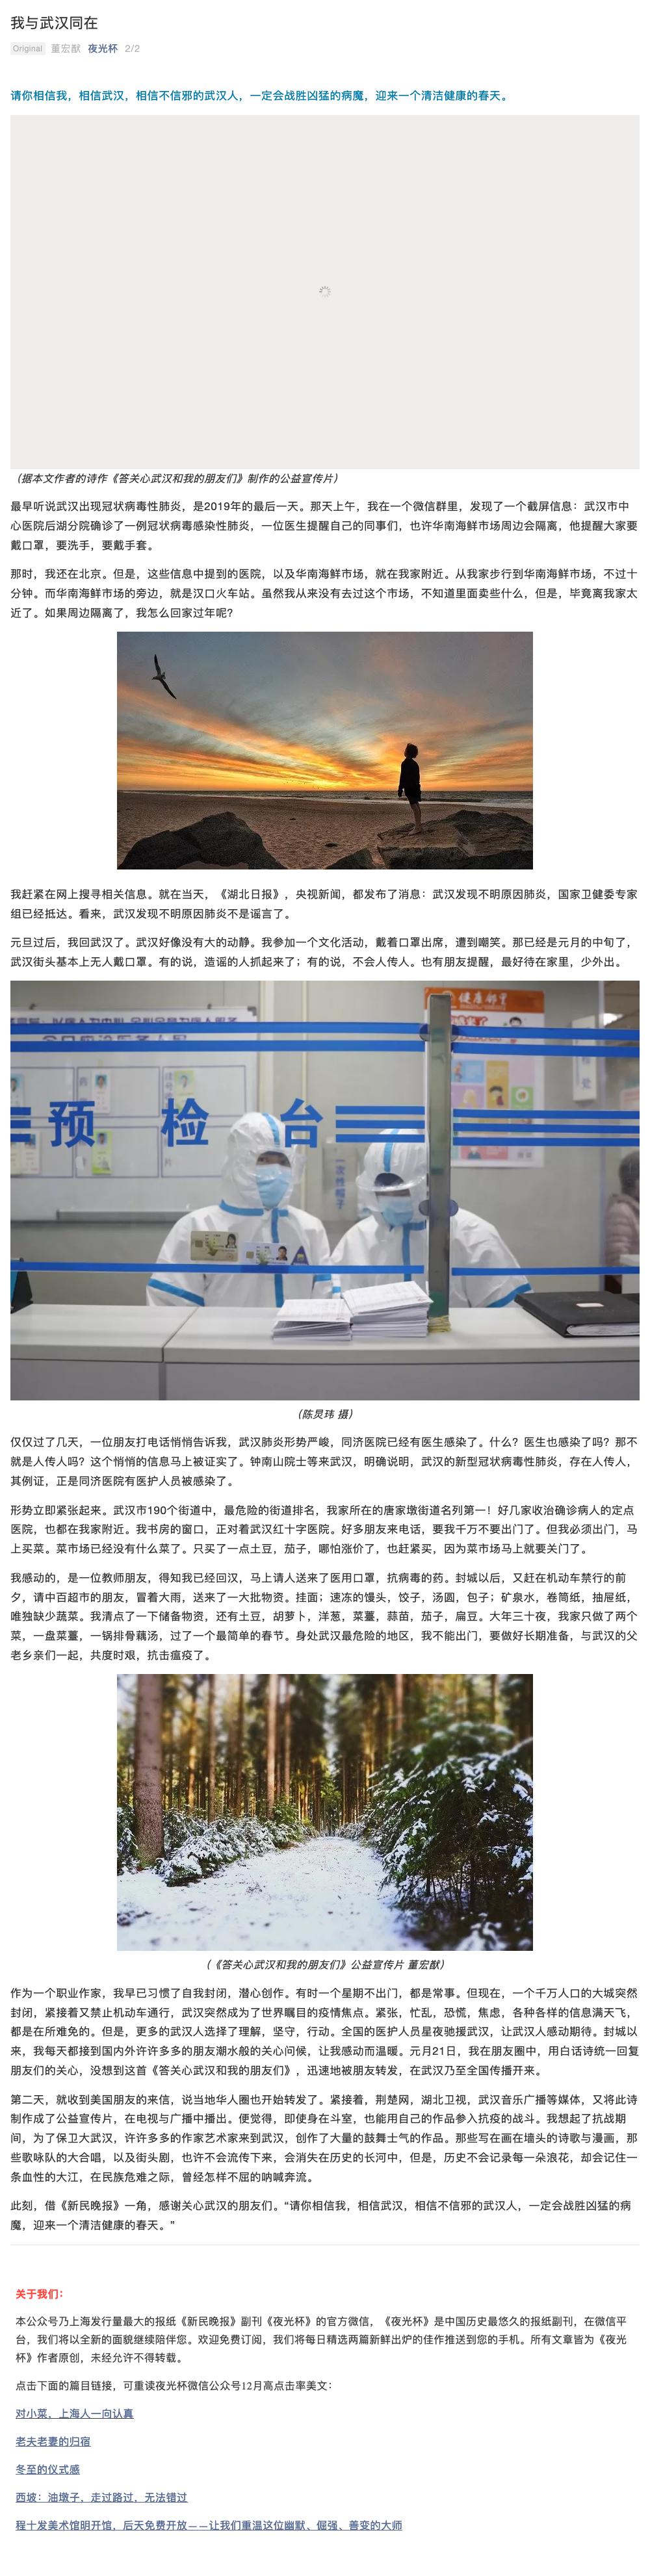 我与武汉同在
Original 董宏猷 夜光杯 2/2
请你相信我，相信武汉，相信不信邪的武汉人，一定会战胜凶猛的病魔，迎来一个清洁健康的春天。
（据本文作者的诗作《答关心武汉和我的朋友们》制作的公益宣传片）
最早听说武汉出现冠状病毒性肺炎，是2019年的最后一天。那天上午，我在一个微信群里，发现了一个截屏信息：武汉市中
心医院后湖分院确诊了一例冠状病毒感染性肺炎，一位医生提醒自己的同事们，也许华南海鲜市场周边会隔离，他提醒大家要
戴口罩，要洗手，要戴手套。
那时，我还在北京。但是，这些信息中提到的医院，以及华南海鲜市场，就在我家附近。从我家步行到华南海鲜市场，不过十
分钟。而华南海鲜市场的旁边，就是汉口火车站。虽然我从来没有去过这个市场，不知道里面卖些什么，但是，毕竟离我家太
近了。如果周边隔离了，我怎么回家过年呢?
我赶紧在网上搜寻相关信息。就在当天，《湖北日报》，央视新闻，都发布了消息：武汉发现不明原因肺炎，国家卫健委专家
组已经抵达。看来，武汉发现不明原因肺炎不是谣言了。
元旦过后，我回武汉了。武汉好像没有大的动静。我参加一个文化活动，戴着口罩出席，遭到嘲笑。那已经是元月的中旬了，
武汉街头基本上无人戴口罩。有的说，造谣的人抓起来了；有的说，不会人传人。也有朋友提醒，最好待在家里，少外出。
预 检 台
一次性帽子
（陈炅玮 摄）
仅仅过了几天，一位朋友打电话悄悄告诉我，武汉肺炎形势严峻，同济医院已经有医生感染了。什么？医生也感染了吗？那不
就是人传人吗？这个悄悄的信息马上被证实了。钟南山院士等来武汉，明确说明，武汉的新型冠状病毒性肺炎，存在人传人，
其例证，正是同济医院有医护人员被感染了。
形势立即紧张起来。武汉市190个街道中，最危险的街道排名，我家所在的唐家墩街道名列第一！好几家收治确诊病人的定点
医院，也都在我家附近。我书房的窗口，正对着武汉红十字医院。好多朋友来电话，要我千万不要出门了。但我必须出门，马
上买菜。菜市场已经没有什么菜了。只买了一点土豆，茄子，哪怕涨价了，也赶紧买，因为菜市场马上就要关门了。
我感动的，是一位教师朋友，得知我已经回汉，马上请人送来了医用口罩，抗病毒的药。封城以后，又赶在机动车禁行的前
夕，请中百超市的朋友，冒着大雨，送来了一大批物资。挂面；速冻的馒头，饺子，汤圆，包子；矿泉水，卷筒纸，抽屉纸，
唯独缺少蔬菜。我清点了一下储备物资，还有土豆，胡萝卜，洋葱，菜薹，蒜苗，茄子，扁豆。大年三十夜，我家只做了两个
菜，一盘菜薹，一锅排骨藕汤，过了一个最简单的春节。身处武汉最危险的地区，我不能出门，要做好长期准备，与武汉的父
老乡亲们一起，共度时艰，抗击瘟疫了。
（《答关心武汉和我的朋友们》公益宣传片 董宏猷）
作为一个职业作家，我早已习惯了自我封闭，潜心创作。有时一个星期不出门，都是常事。但现在，一个千万人口的大城突然
封闭，紧接着又禁止机动车通行，武汉突然成为了世界瞩目的疫情焦点。紧张，忙乱，恐慌，焦虑，各种各样的信息满天飞，
都是在所难免的。但是，更多的武汉人选择了理解，坚守，行动。全国的医护人员星夜驰援武汉，让武汉人感动期待。封城以
来，我每天都接到国内外许许多多的朋友潮水般的关心问候，让我感动而温暖。元月21日，我在朋友圈中，用白话诗统一回复
朋友们的关心，没想到这首《答关心武汉和我的朋友们》，迅速地被朋友转发，在武汉乃至全国传播开来。
第二天，就收到美国朋友的来信，说当地华人圈也开始转发了。紧接着，荆楚网，湖北卫视，武汉音乐广播等媒体，又将此诗
制作成了公益宣传片，在电视与广播中播出。便觉得，即使身在斗室，也能用自己的作品参入抗疫的战斗。我想起了抗战期
间，为了保卫大武汉，许许多多的作家艺术家来到武汉，创作了大量的鼓舞士气的作品。那些写在画在墙头的诗歌与漫画，那
些歌咏队的大合唱，以及街头剧，也许不会流传下来，会消失在历史的长河中，但是，历史不会记录每一朵浪花，却会记住一
条血性的大江，在民族危难之际，曾经怎样不屈的呐喊奔流。
此刻，借《新民晚报》一角，感谢关心武汉的朋友们。“请你相信我，相信武汉，相信不信邪的武汉人，一定会战胜凶猛的病
魔，迎来一个清洁健康的春天。”
关于我们：
本公众号乃上海发行量最大的报纸《新民晚报》副刊《夜光杯》的官方微信，《夜光杯》是中国历史最悠久的报纸副刊，在微信平
台，我们将以全新的面貌继续陪伴您。欢迎免费订阅，我们将每日精选两篇新鲜出炉的佳作推送到您的手机。所有文章皆为《夜光
杯》作者原创，未经允许不得转载。
点击下面的篇目链接，可重读夜光杯微信公众号12月高点击率美文：
对小菜，上海人一向认真
老夫老妻的归宿
冬至的仪式感
西坡：油墩子，走过路过，无法错过
程十发美术馆明开馆，后天免费开放——让我们重温这位幽默、倔强、善变的大师